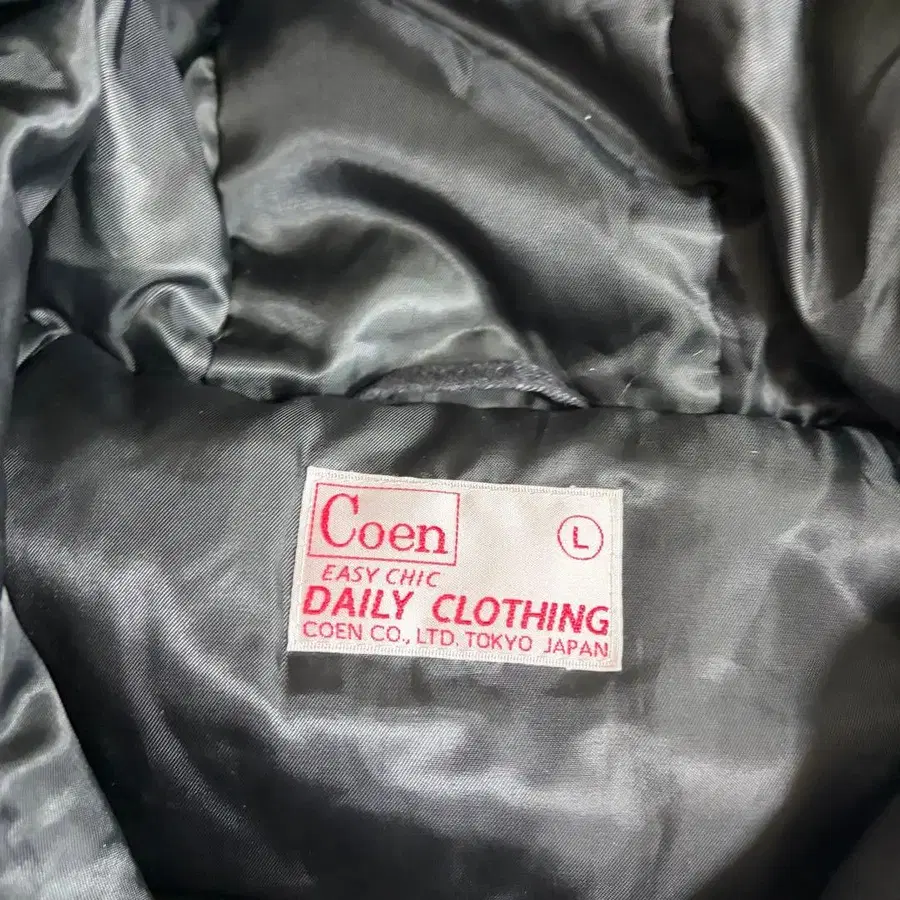 Coen
L
EASY CHIC
DAILY CLOTHING
COEN CO., LTD. TOKYO JAPAN